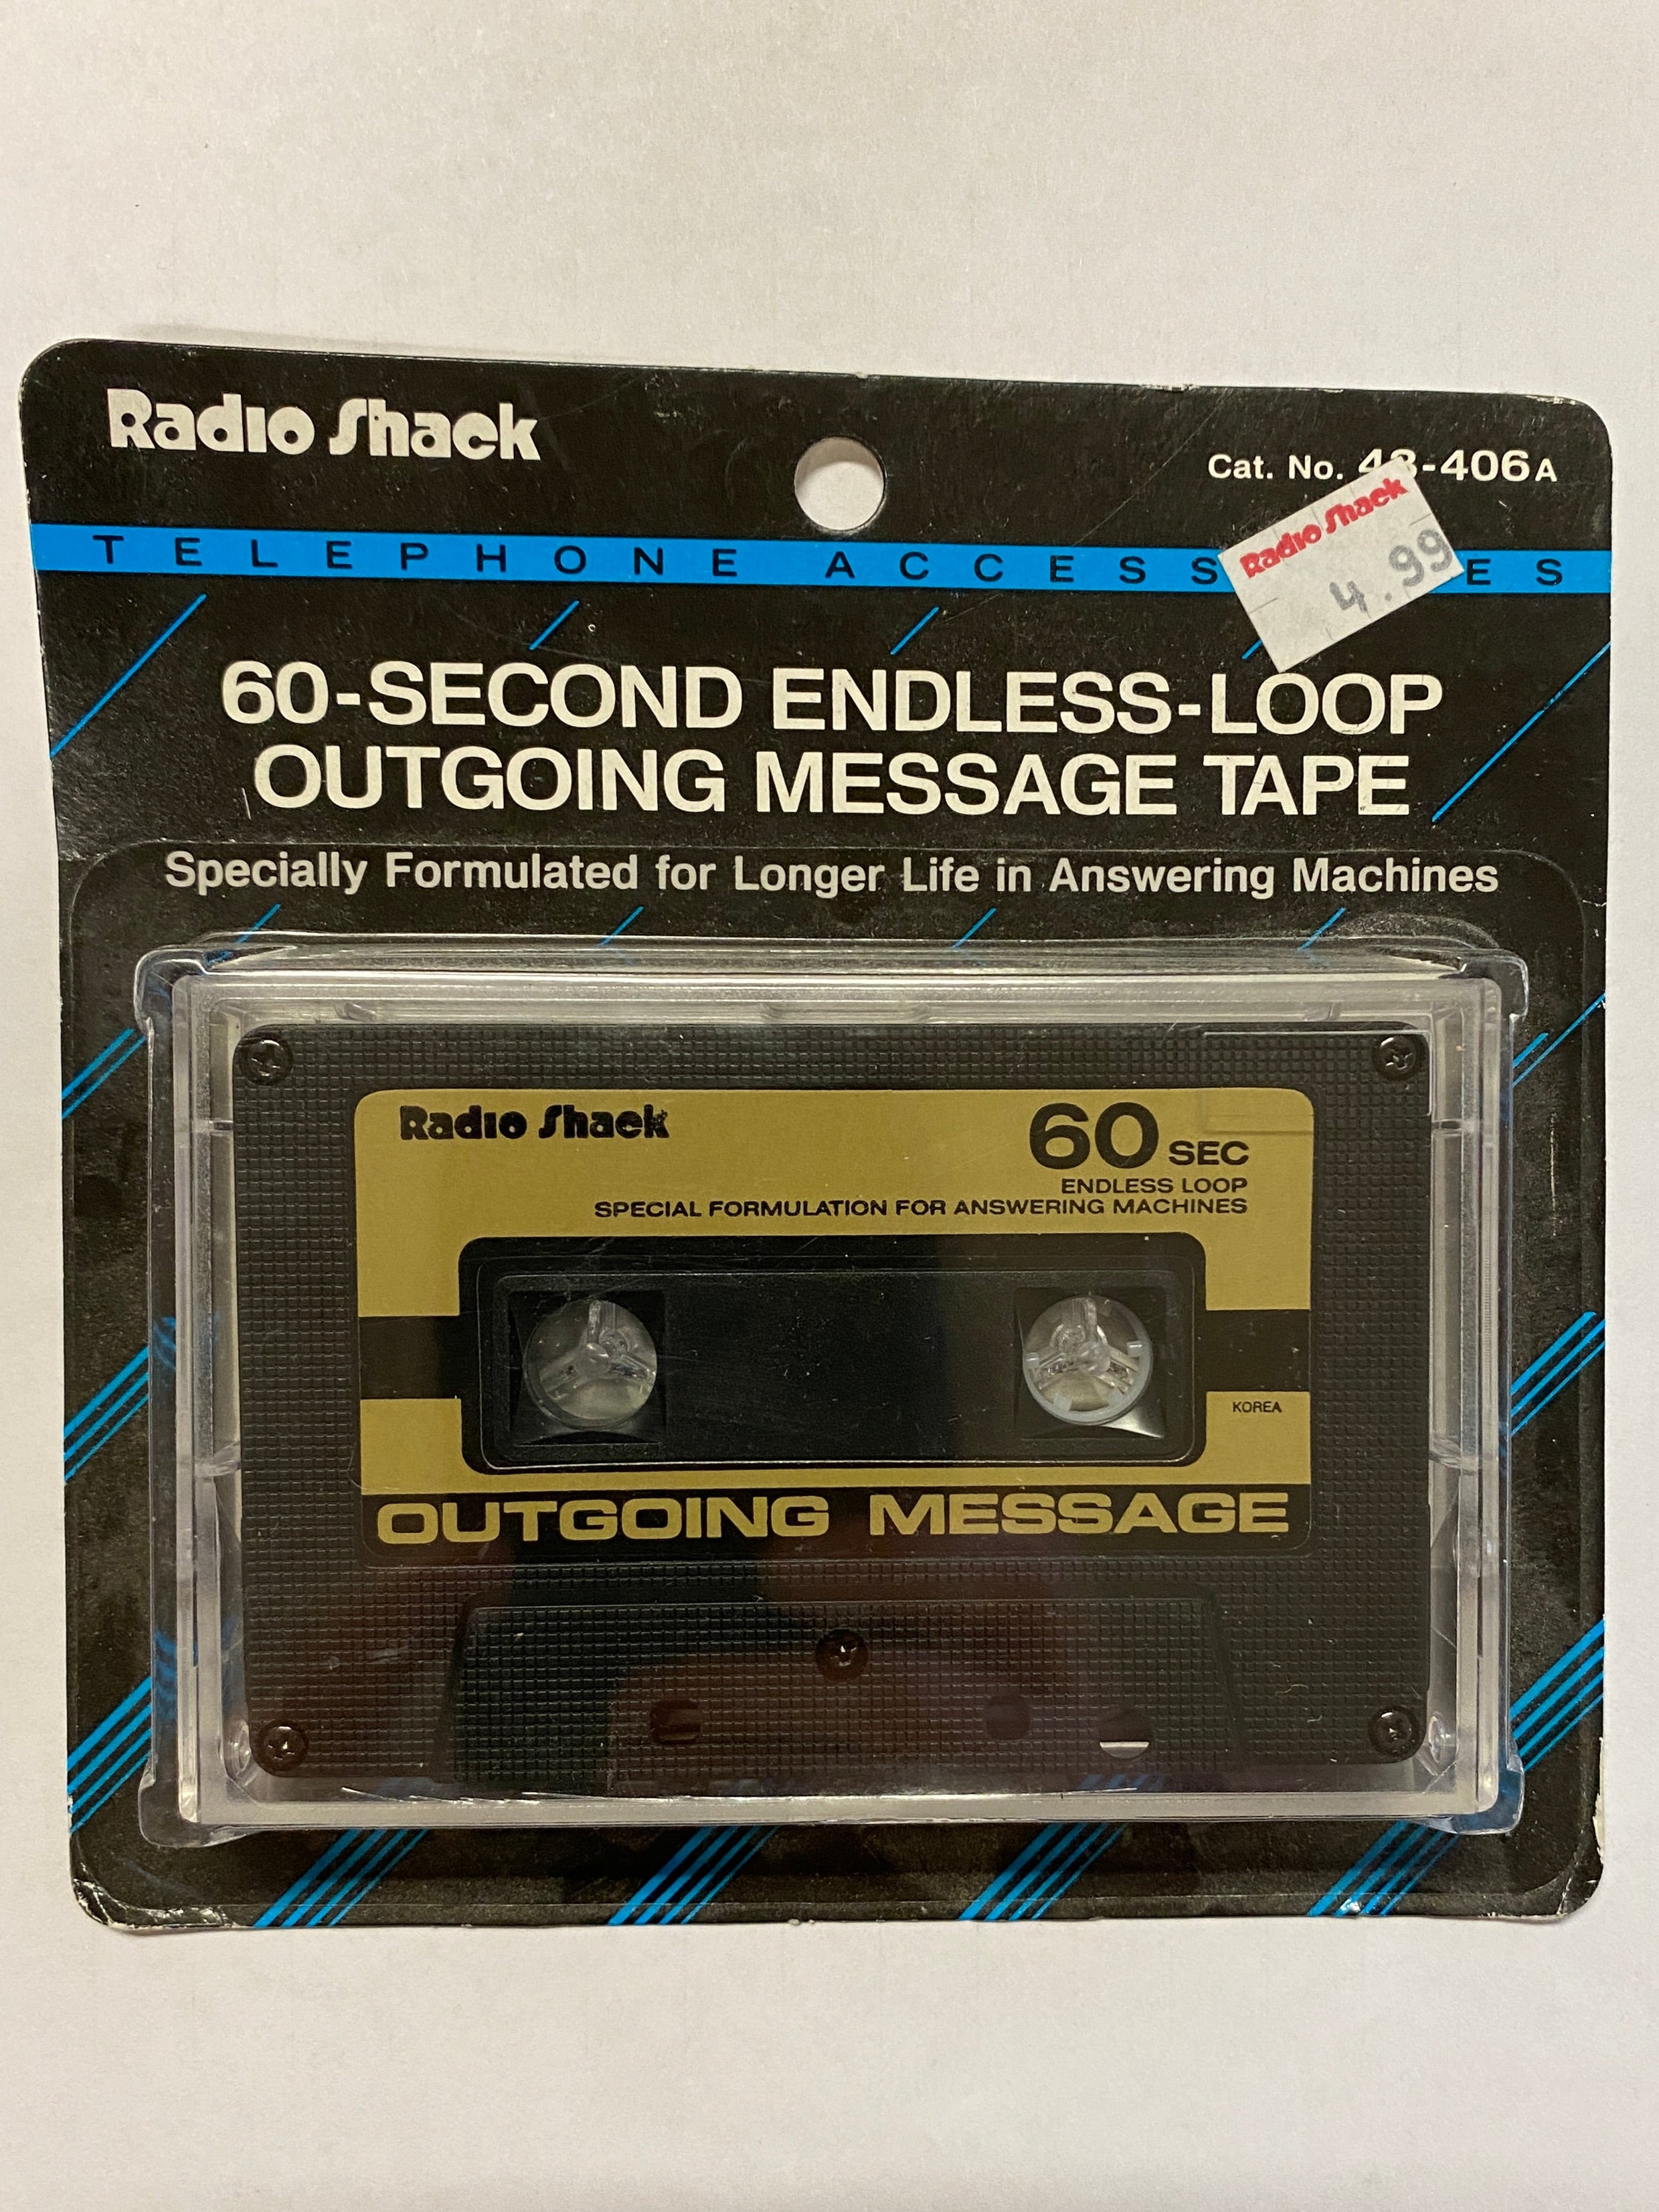 Radio Shack
Cat. No. 43-406A
Radio Shack
4.99
TELEPHONE ACCESS ES
60-SECOND ENDLESS-LOOP
OUTGOING MESSAGE TAPE
Specially Formulated for Longer Life in Answering Machines
Radio Shack
60 SEC
ENDLESS LOOP
SPECIAL FORMULATION FOR ANSWERING MACHINES
KOREA
OUTGOING MESSAGE